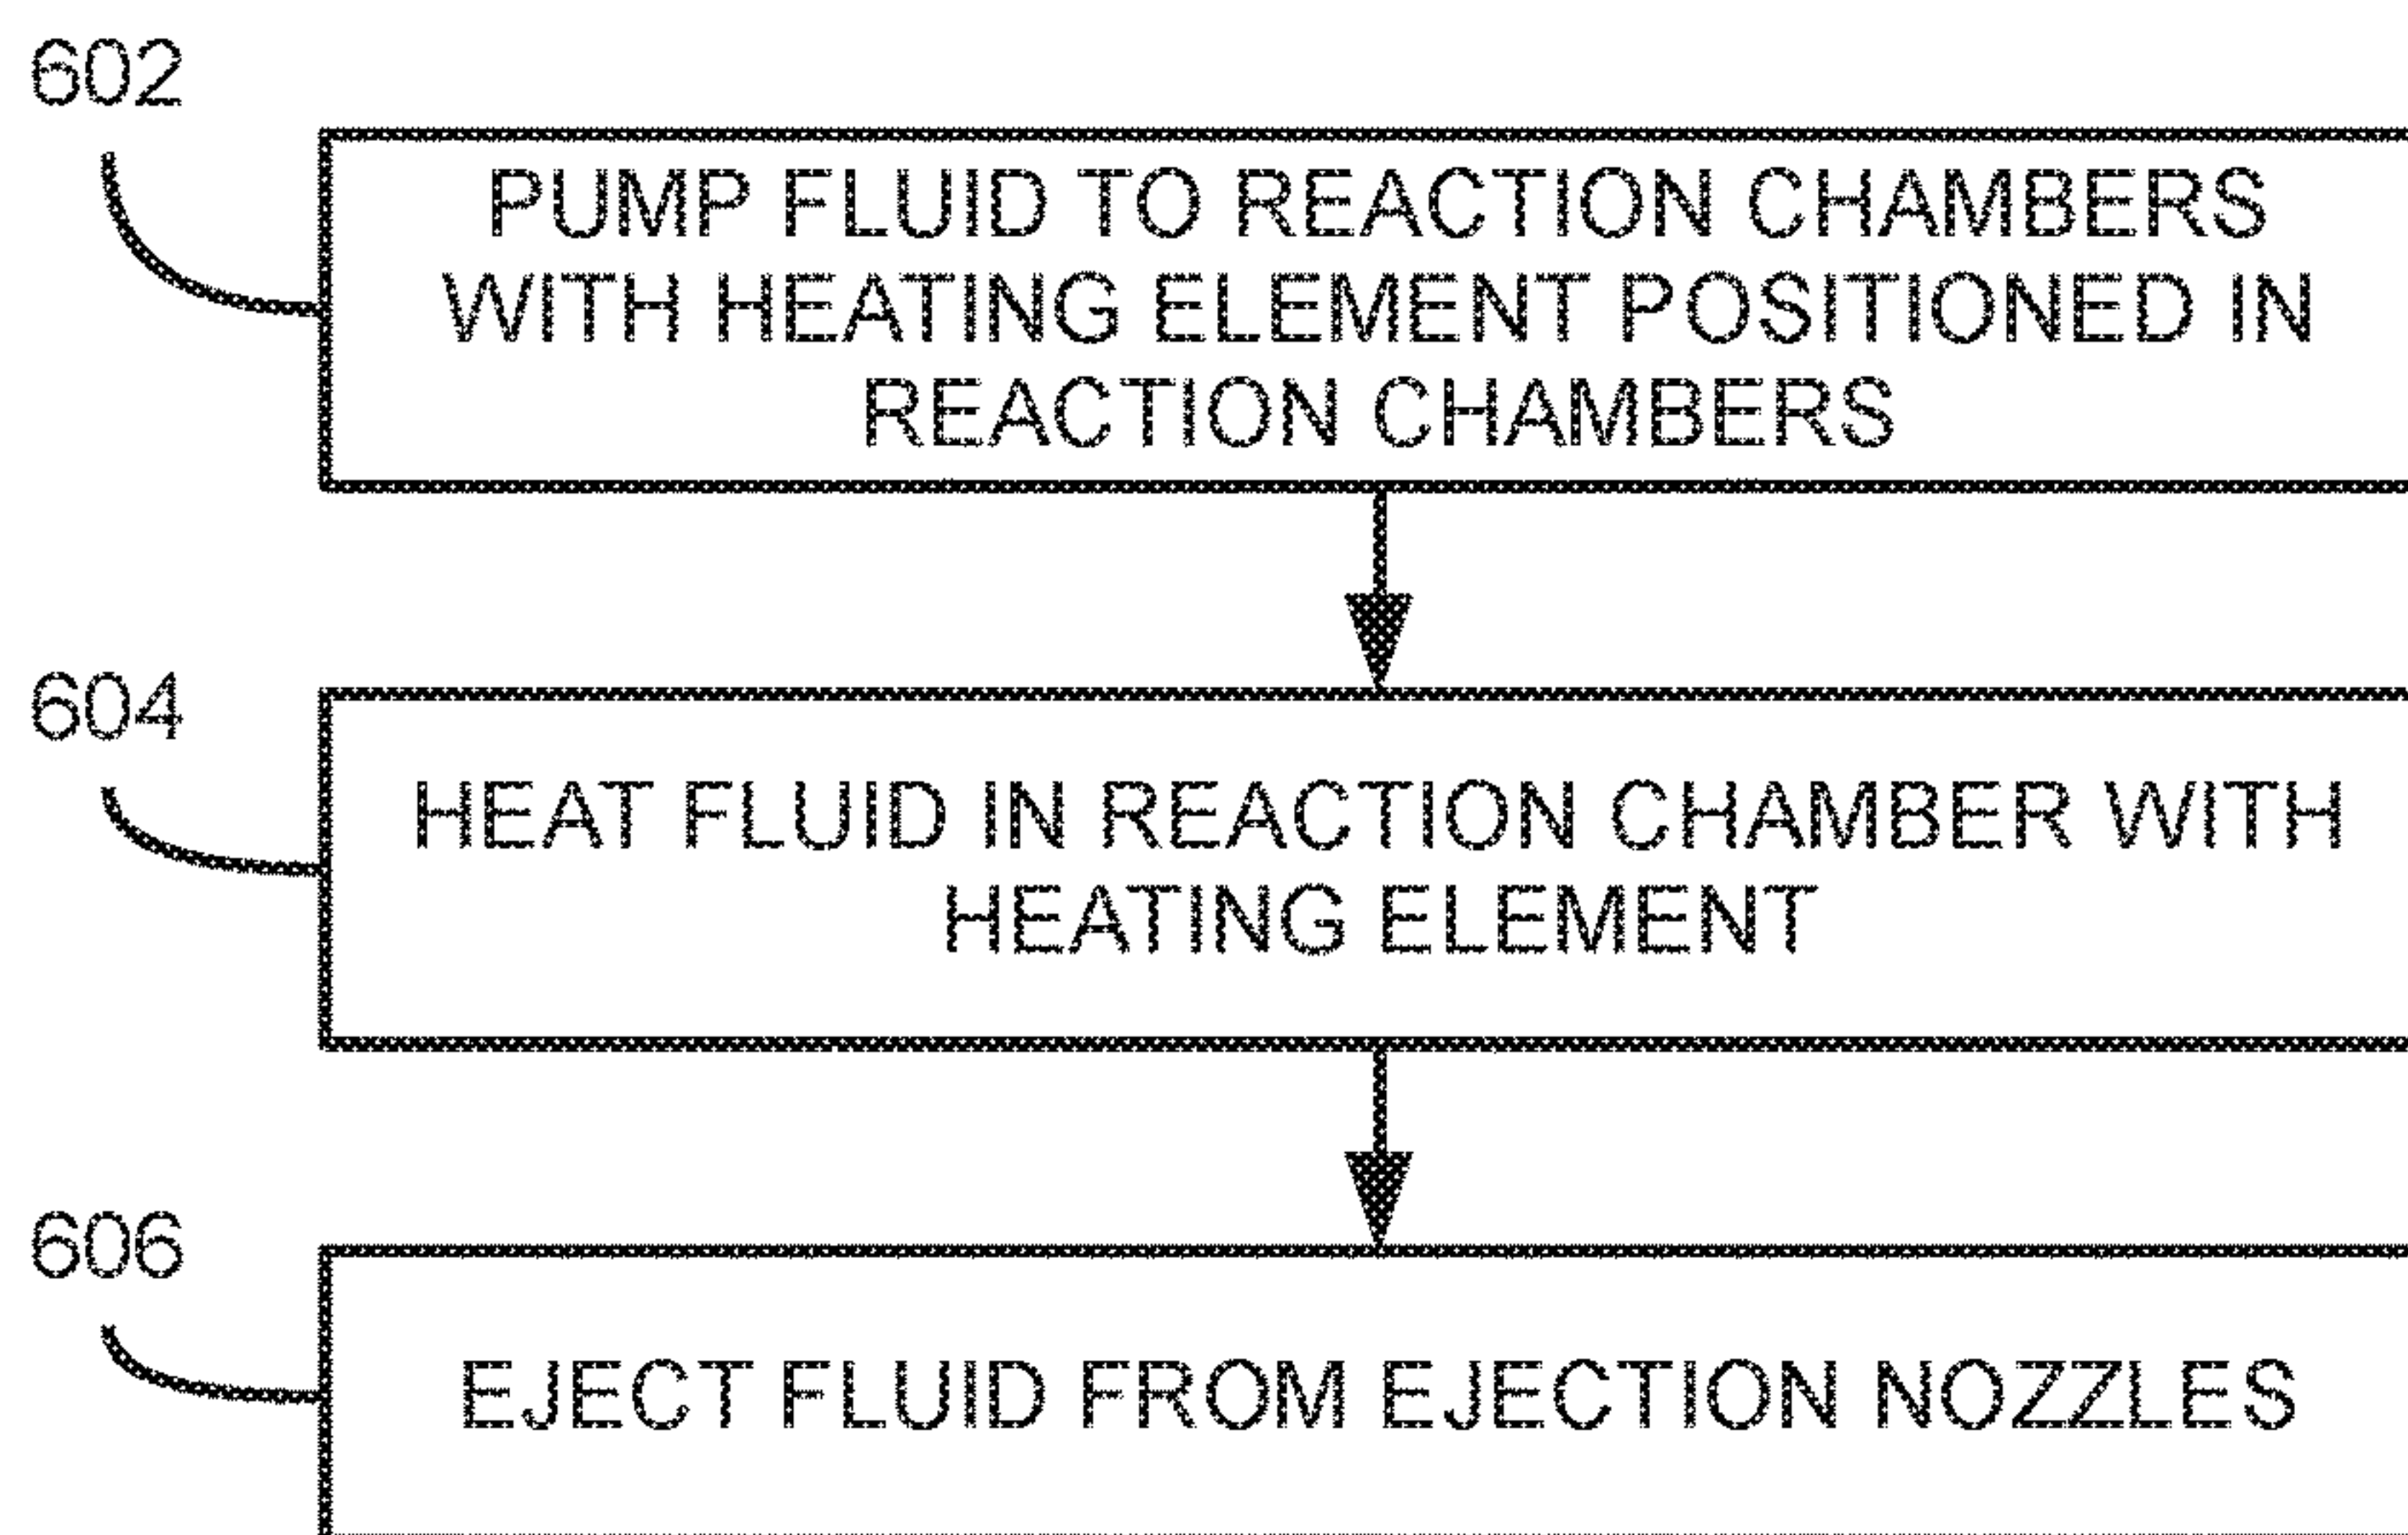 602
PUMP FLUID TO REACTION CHAMBERS
WITH HEATING ELEMENT POSITIONED IN
REACTION CHAMBERS
604
HEAT FLUID IN REACTION CHAMBER WITH
HEATING ELEMENT
606
EJECT FLUID FROM EJECTION NOZZLES